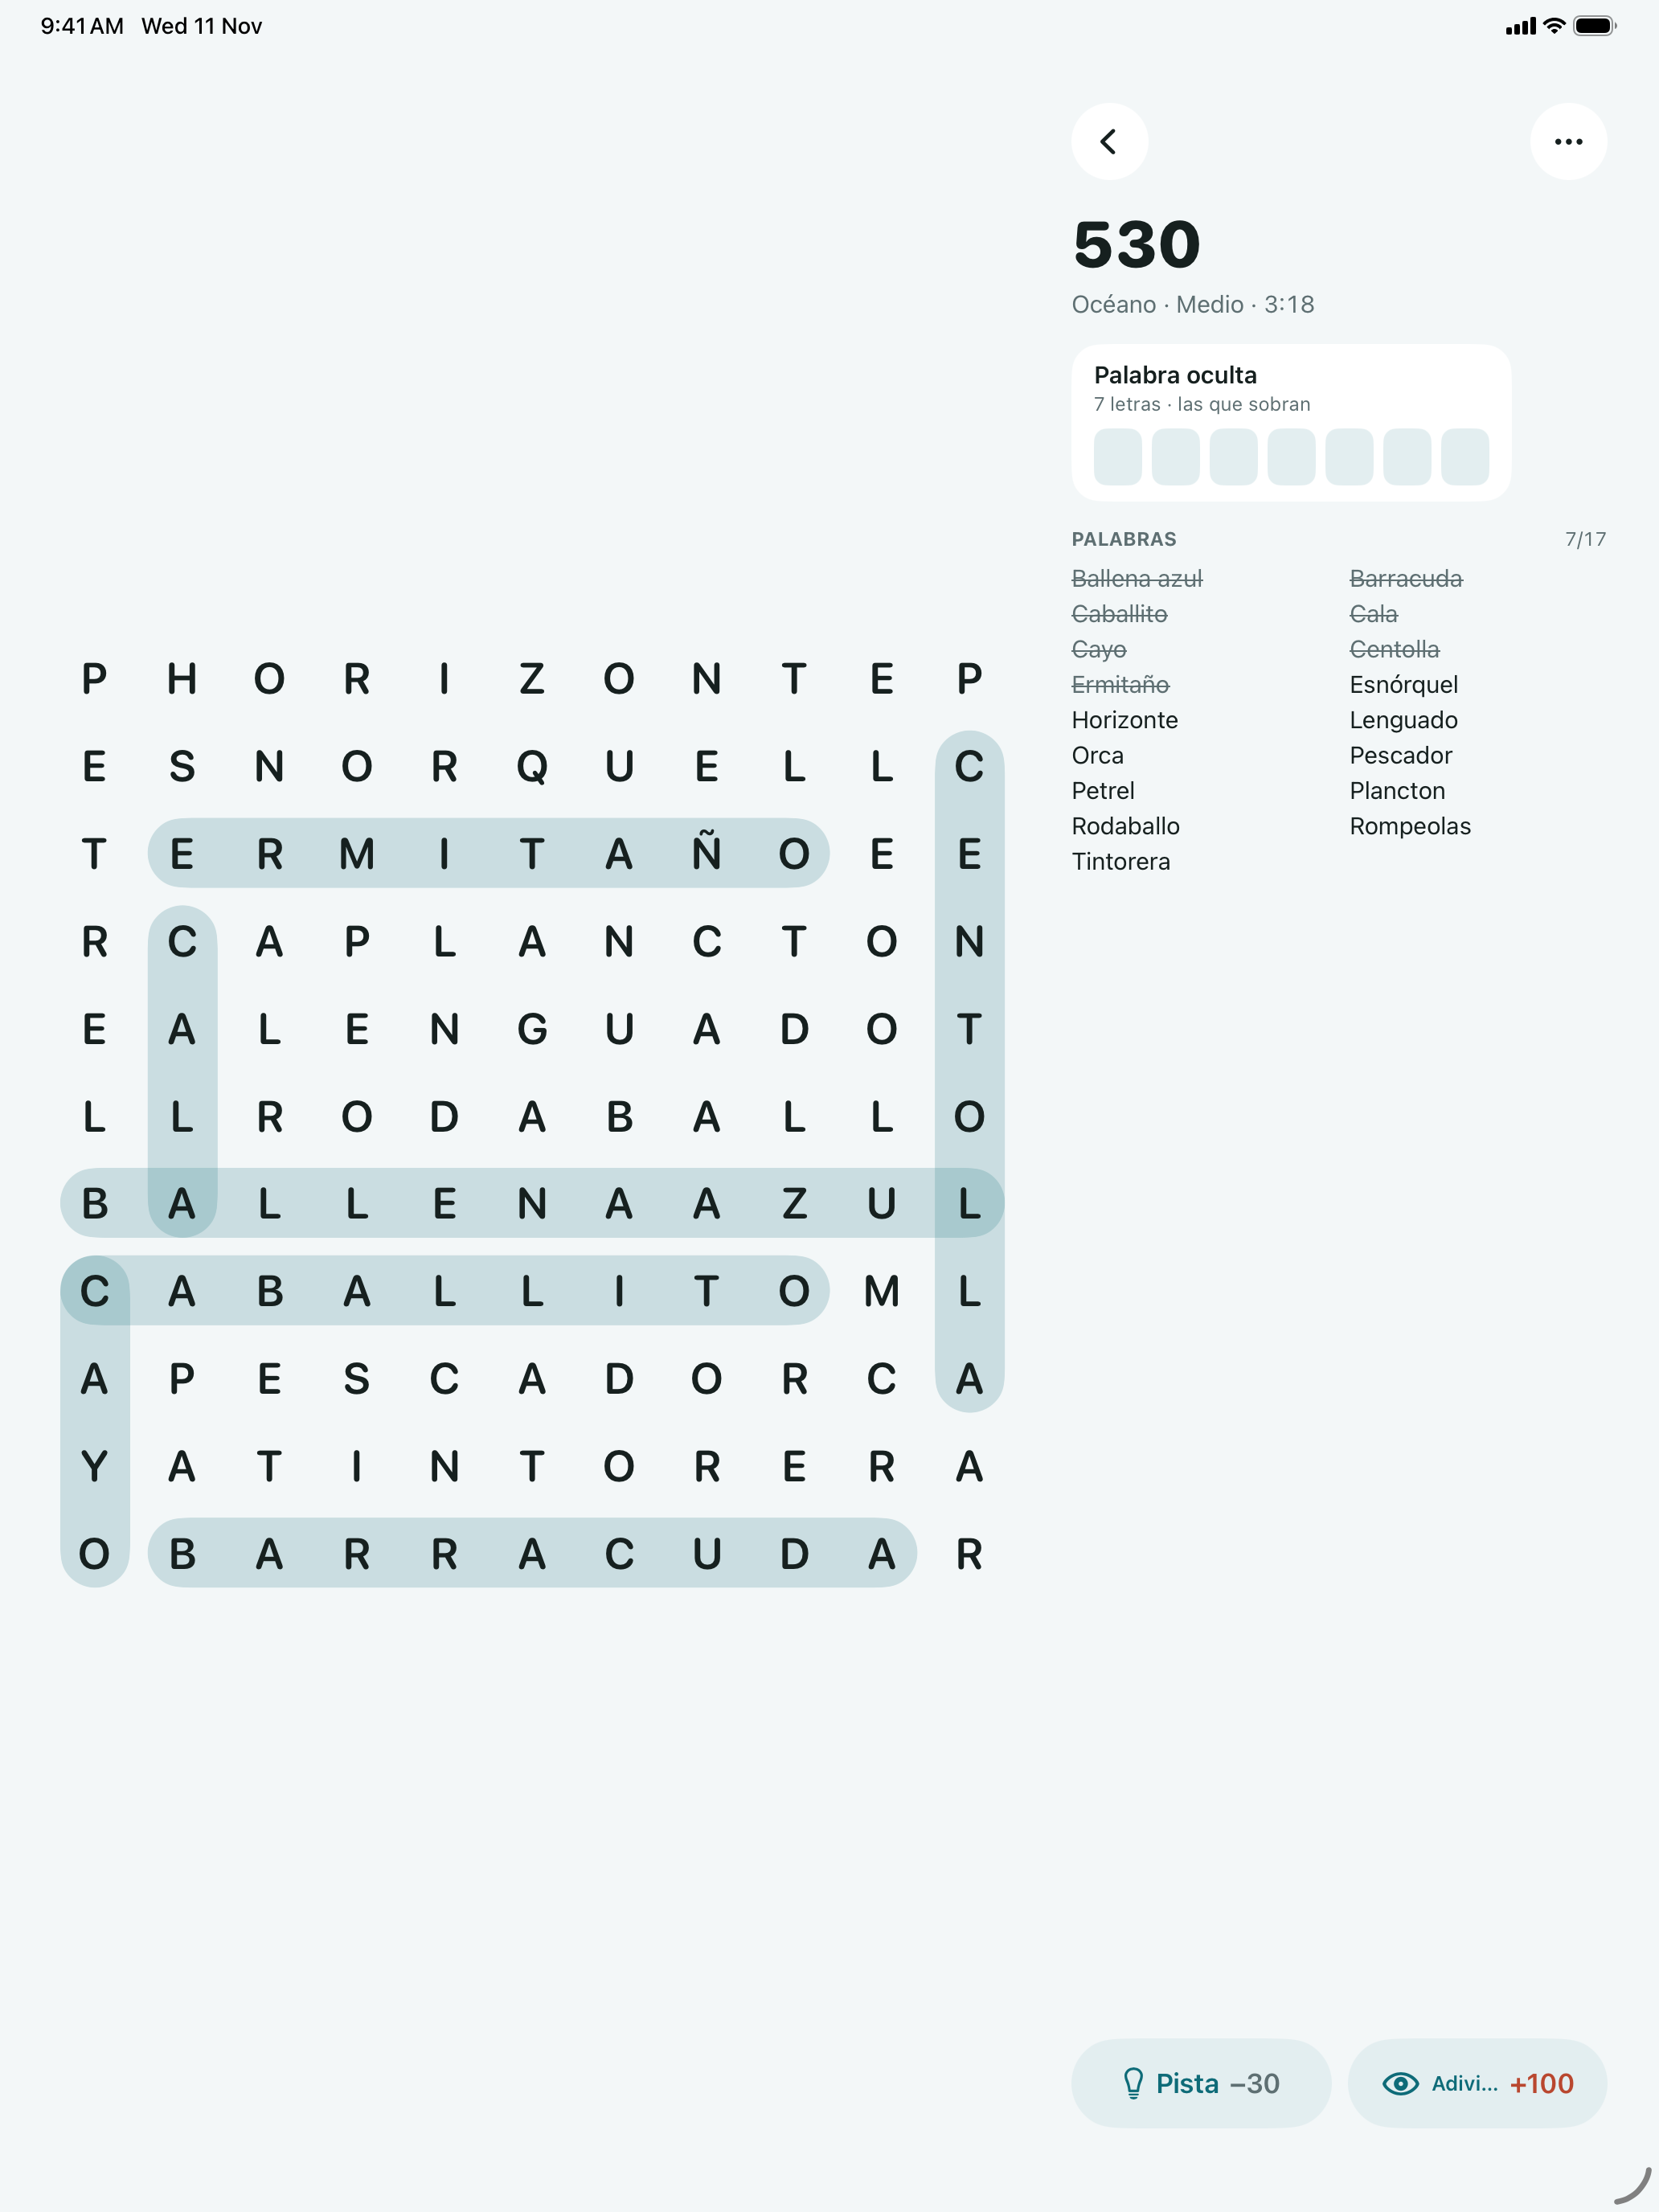 9:41 AM Wed 11 Nov
530
Océano · Medio · 3:18
Palabra oculta
7 letras · las que sobran
PALABRAS 7/17
Ballena azul Barracuda
Caballito Cala
Cayo Centolla
Ermitaño Esnórquel
Horizonte Lenguado
Orca Pescador
Petrel Plancton
Rodaballo Rompeolas
Tintorera
P H O R I Z O N T E P
E S N O R Q U E L L C
T E R M I T A Ñ O E E
R C A P L A N C T O N
E A L E N G U A D O T
L L R O D A B A L L O
B A L L E N A A Z U L
C A B A L L I T O M L
A P E S C A D O R C A
Y A T I N T O R E R A
O B A R R A C U D A R
Pista −30
Adivi... +100